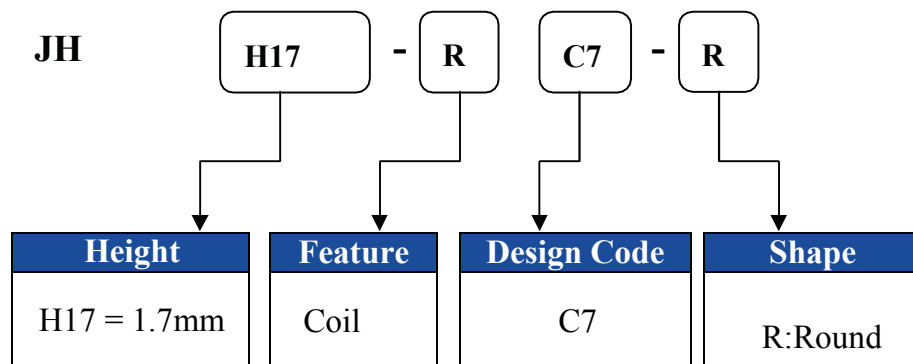 JH H17 - R C7 - R
Height Feature Design Code Shape
H17 = 1.7mm Coil C7 R:Round